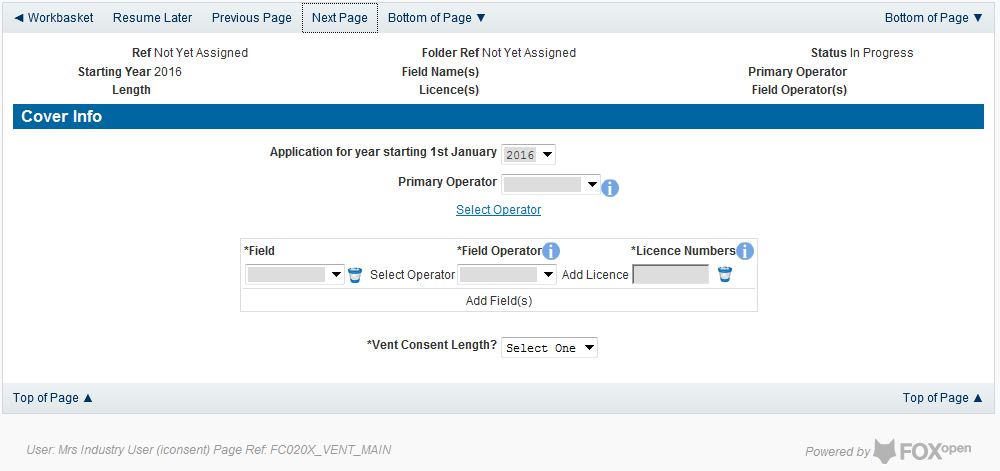 ◄ Workbasket Resume Later Previous Page Next Page Bottom of Page ▼ Bottom of Page ▼
Ref Not Yet Assigned Folder Ref Not Yet Assigned Status In Progress
Starting Year 2016 Field Name(s) Primary Operator
Length Licence(s) Field Operator(s)
Cover Info
Application for year starting 1st January 2016
Primary Operator
Select Operator
*Field *Field Operator *Licence Numbers
Select Operator Add Licence
Add Field(s)
*Vent Consent Length? Select One
Top of Page ▲ Top of Page ▲
User: Mrs Industry User (iconsent) Page Ref: FC020X_VENT_MAIN Powered by FOXopen